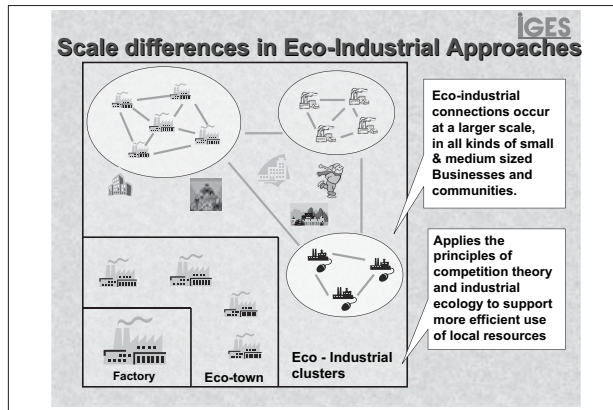 IGES
Scale differences in Eco-Industrial Approaches
Eco-industrial
connections occur
at a larger scale,
in all kinds of small
& medium sized
Businesses and
communities.
Applies the
principles of
competition theory
and industrial
ecology to support
more efficient use
of local resources
Factory
Eco-town
Eco - Industrial
clusters